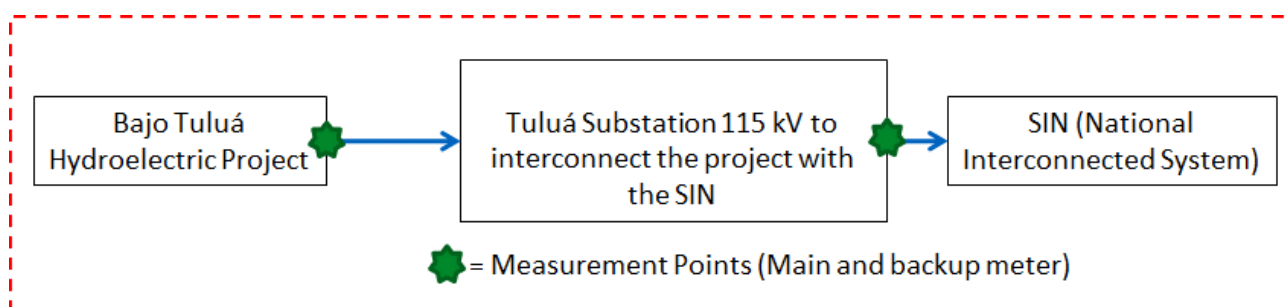 Bajo Tuluá
Hydroelectric Project
Tuluá Substation 115 kV to
interconnect the project with
the SIN
SIN (National
Interconnected System)
= Measurement Points (Main and backup meter)